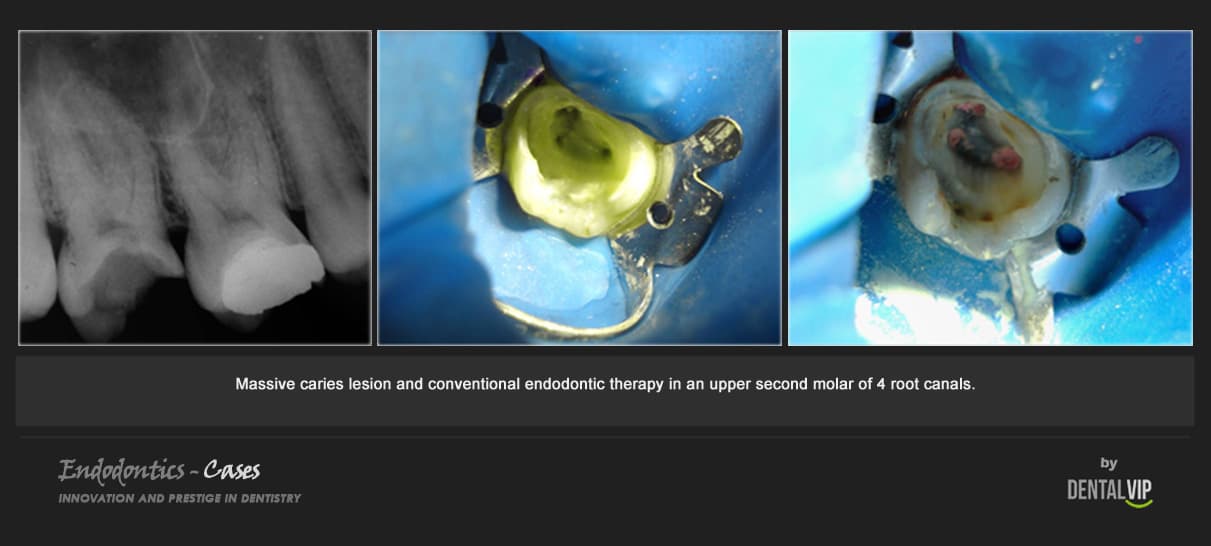 Massive caries lesion and conventional endodontic therapy in an upper second molar of 4 root canals.
Endodontics - Cases
INNOVATION AND PRESTIGE IN DENTISTRY
by
DENTALVIP